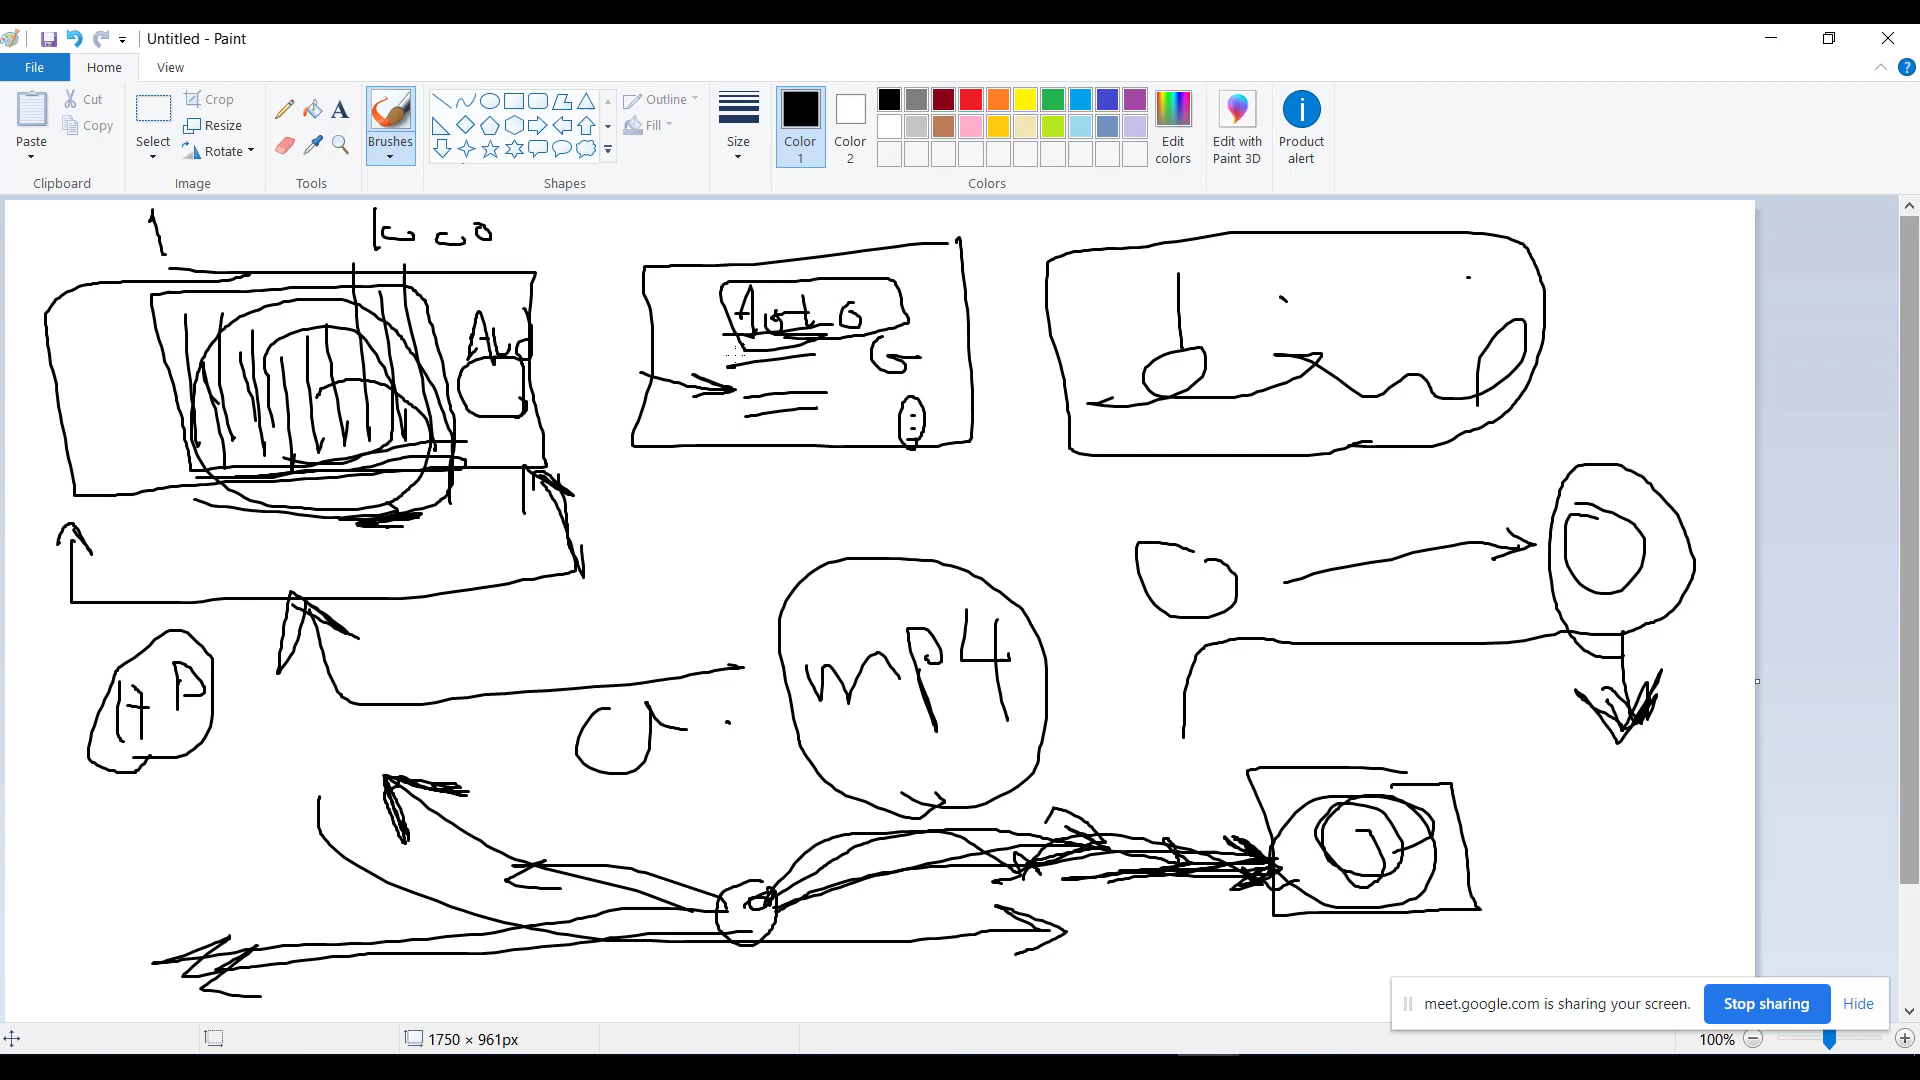 Untitled - Paint
File Home View
Paste
Cut
Copy
Clipboard
Select
Crop
Resize
Rotate
Image
Tools
Brushes
Shapes
Outline
Fill
Size
Color 1
Color 2
Edit colors
Colors
Edit with Paint 3D
Product alert
mp4
meet.google.com is sharing your screen. Stop sharing Hide
1750 × 961px
100%